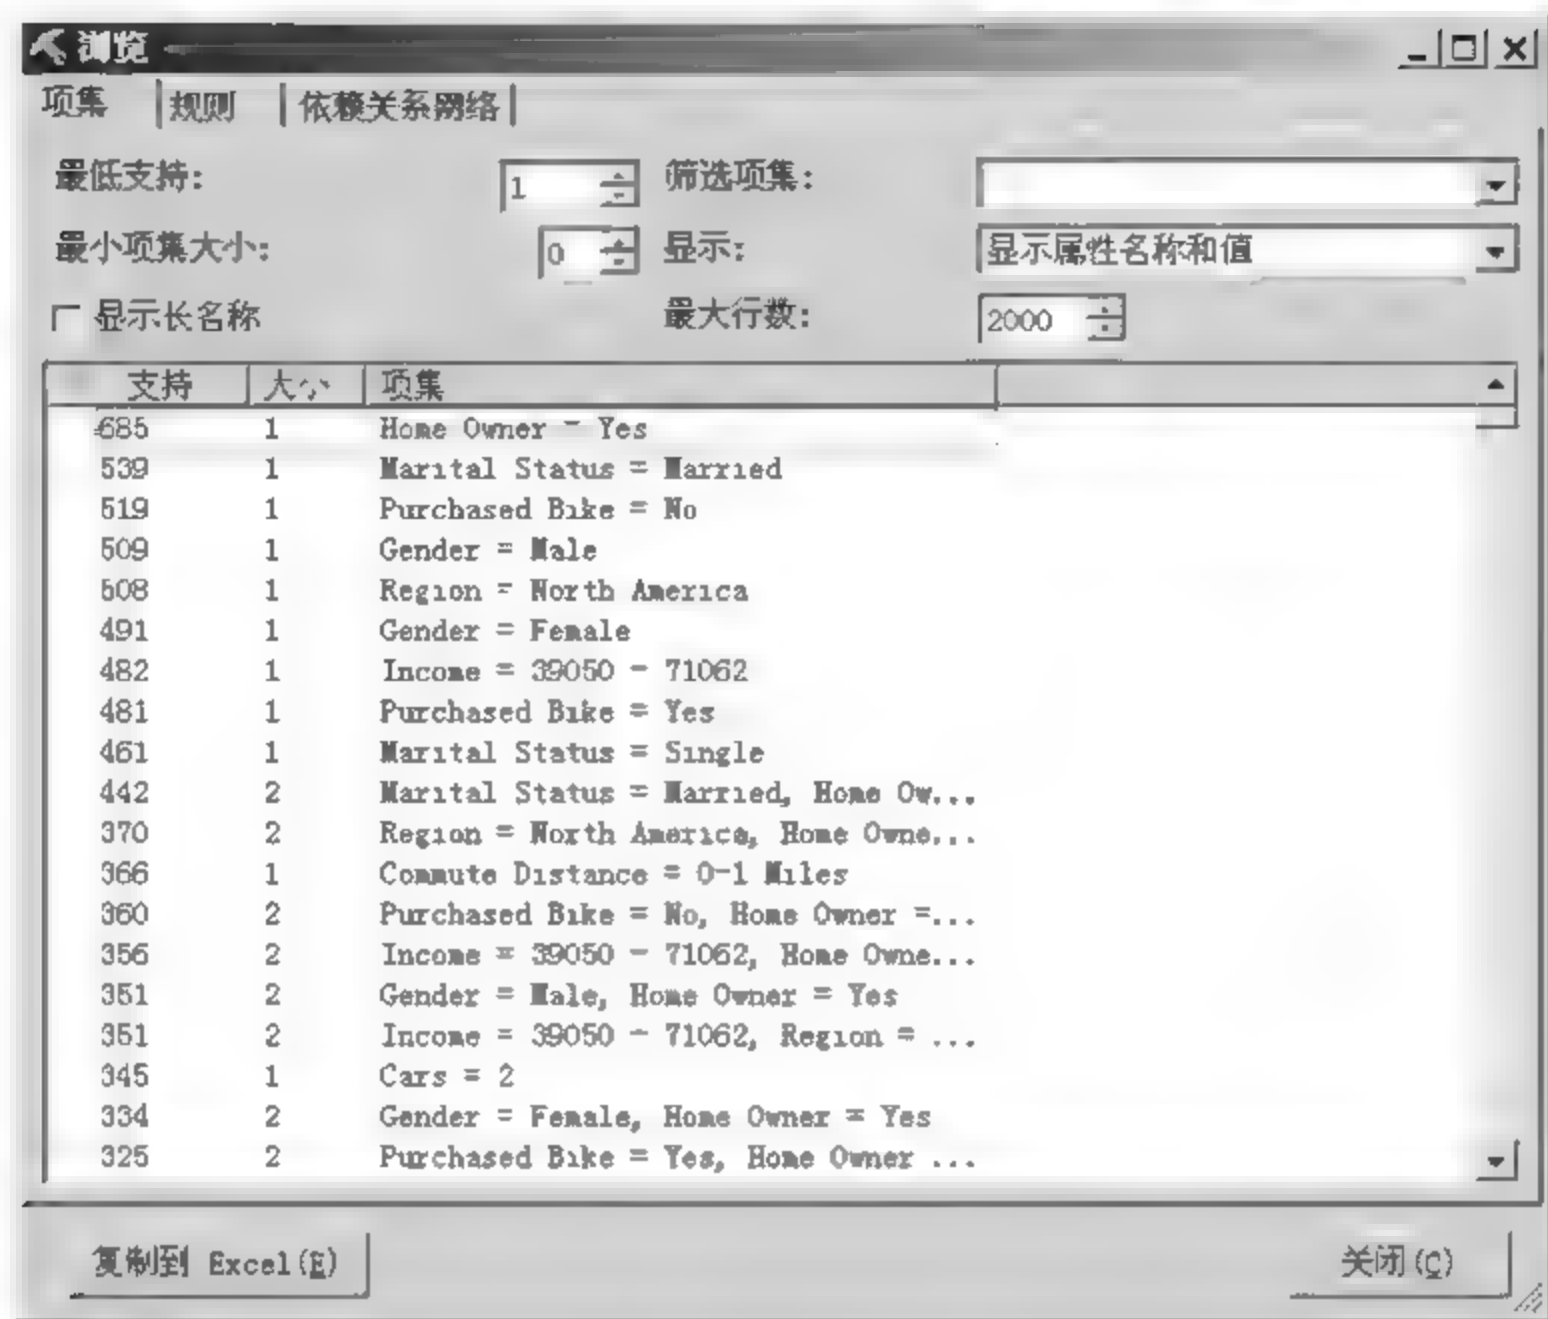 浏览
项集 规则 依赖关系网络
最低支持: 1 筛选项集:
最小项集大小: 0 显示: 显示属性名称和值
显示长名称 最大行数: 2000
支持 大小 项集
685 1 Home Owner = Yes
539 1 Marital Status = Married
519 1 Purchased Bike = No
509 1 Gender = Male
508 1 Region = North America
491 1 Gender = Female
482 1 Income = 39050 - 71062
481 1 Purchased Bike = Yes
461 1 Marital Status = Single
442 2 Marital Status = Married, Home Ow...
370 2 Region = North America, Home Owne...
366 1 Commute Distance = 0-1 Miles
360 2 Purchased Bike = No, Home Owner =...
356 2 Income = 39050 - 71062, Home Owne...
351 2 Gender = Male, Home Owner = Yes
351 2 Income = 39050 - 71062, Region = ...
345 1 Cars = 2
334 2 Gender = Female, Home Owner = Yes
325 2 Purchased Bike = Yes, Home Owner ...
复制到 Excel(E) 关闭(C)